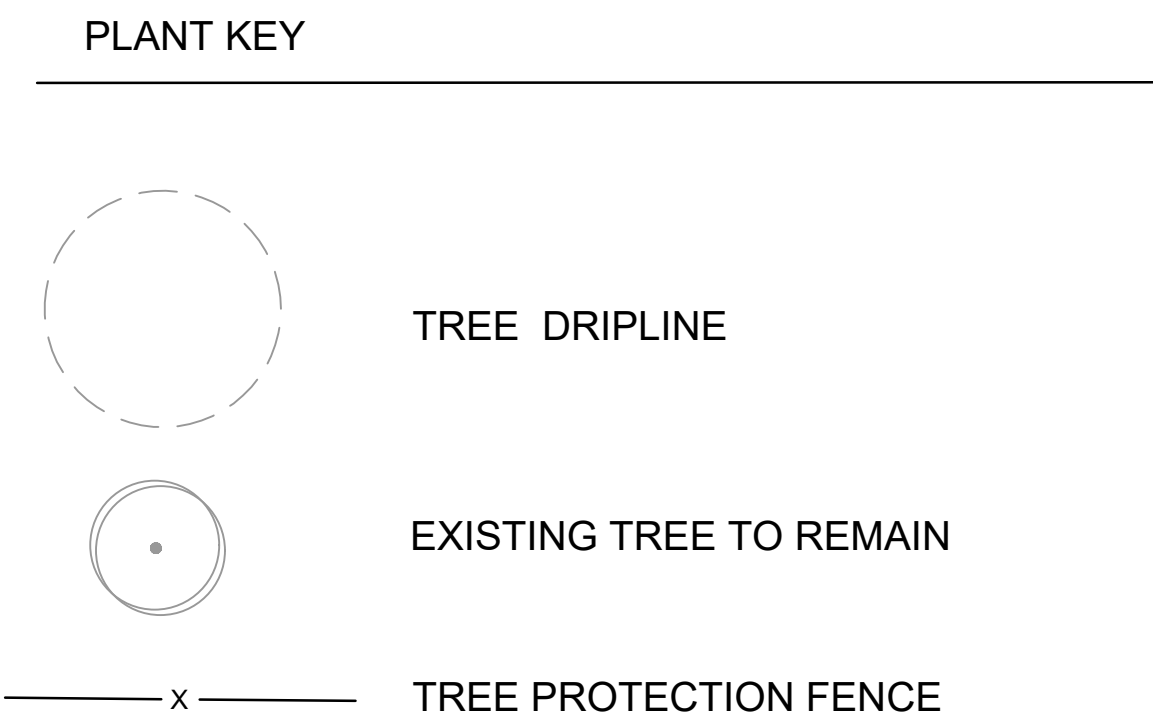 PLANT KEY
TREE DRIPLINE
EXISTING TREE TO REMAIN
X TREE PROTECTION FENCE